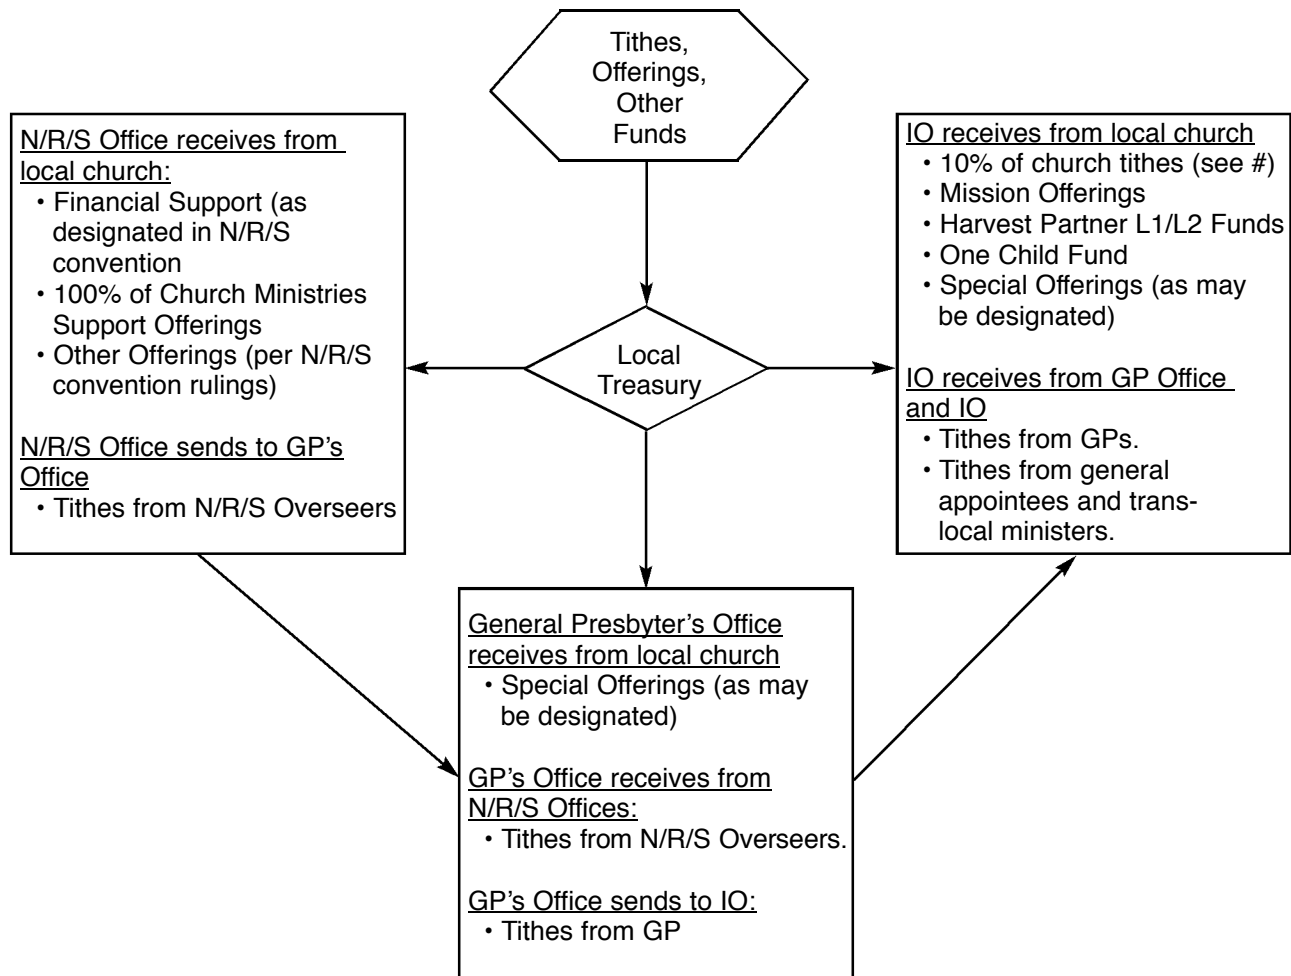 Tithes,
Offerings,
Other
Funds
N/R/S Office receives from
local church:
• Financial Support (as
designated in N/R/S
convention
• 100% of Church Ministries
Support Offerings
• Other Offerings (per N/R/S
convention rulings)
N/R/S Office sends to GP’s
Office
• Tithes from N/R/S Overseers
Local
Treasury
IO receives from local church
• 10% of church tithes (see #)
• Mission Offerings
• Harvest Partner L1/L2 Funds
• One Child Fund
• Special Offerings (as may
be designated)
IO receives from GP Office
and IO
• Tithes from GPs.
• Tithes from general
appointees and trans-
local ministers.
General Presbyter’s Office
receives from local church
• Special Offerings (as may
be designated)
GP’s Office receives from
N/R/S Offices:
• Tithes from N/R/S Overseers.
GP’s Office sends to IO:
• Tithes from GP